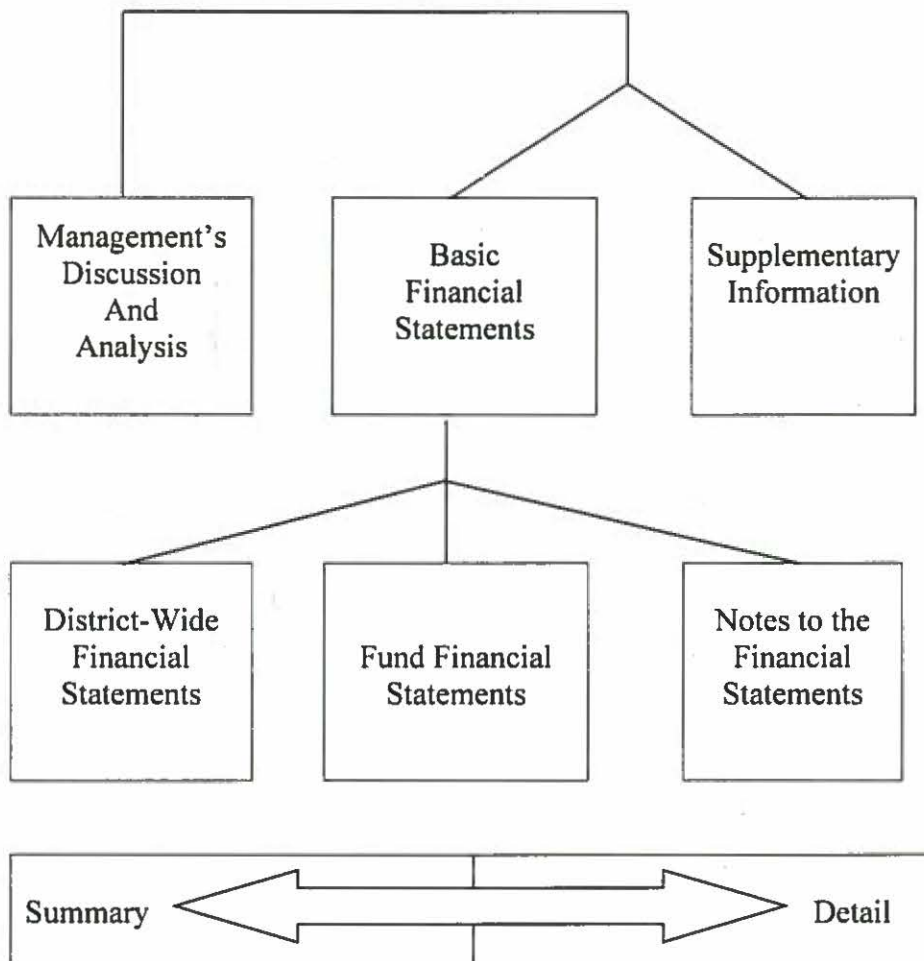 Management's
Discussion
And
Analysis
Basic
Financial
Statements
Supplementary
Information
District-Wide
Financial
Statements
Fund Financial
Statements
Notes to the
Financial
Statements
Summary
Detail